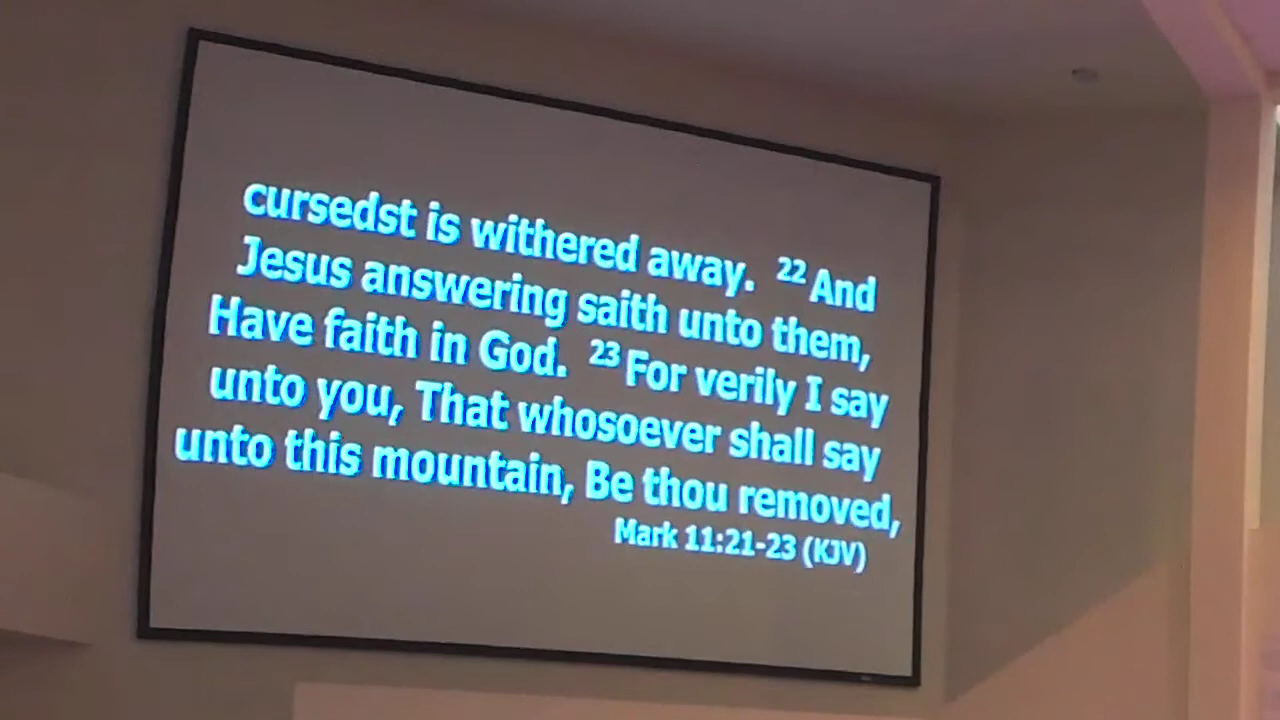 cursedst is withered away. 22 And
Jesus answering saith unto them,
Have faith in God. 23 For verily I say
unto you, That whosoever shall say
unto this mountain, Be thou removed,
Mark 11:21-23 (KJV)